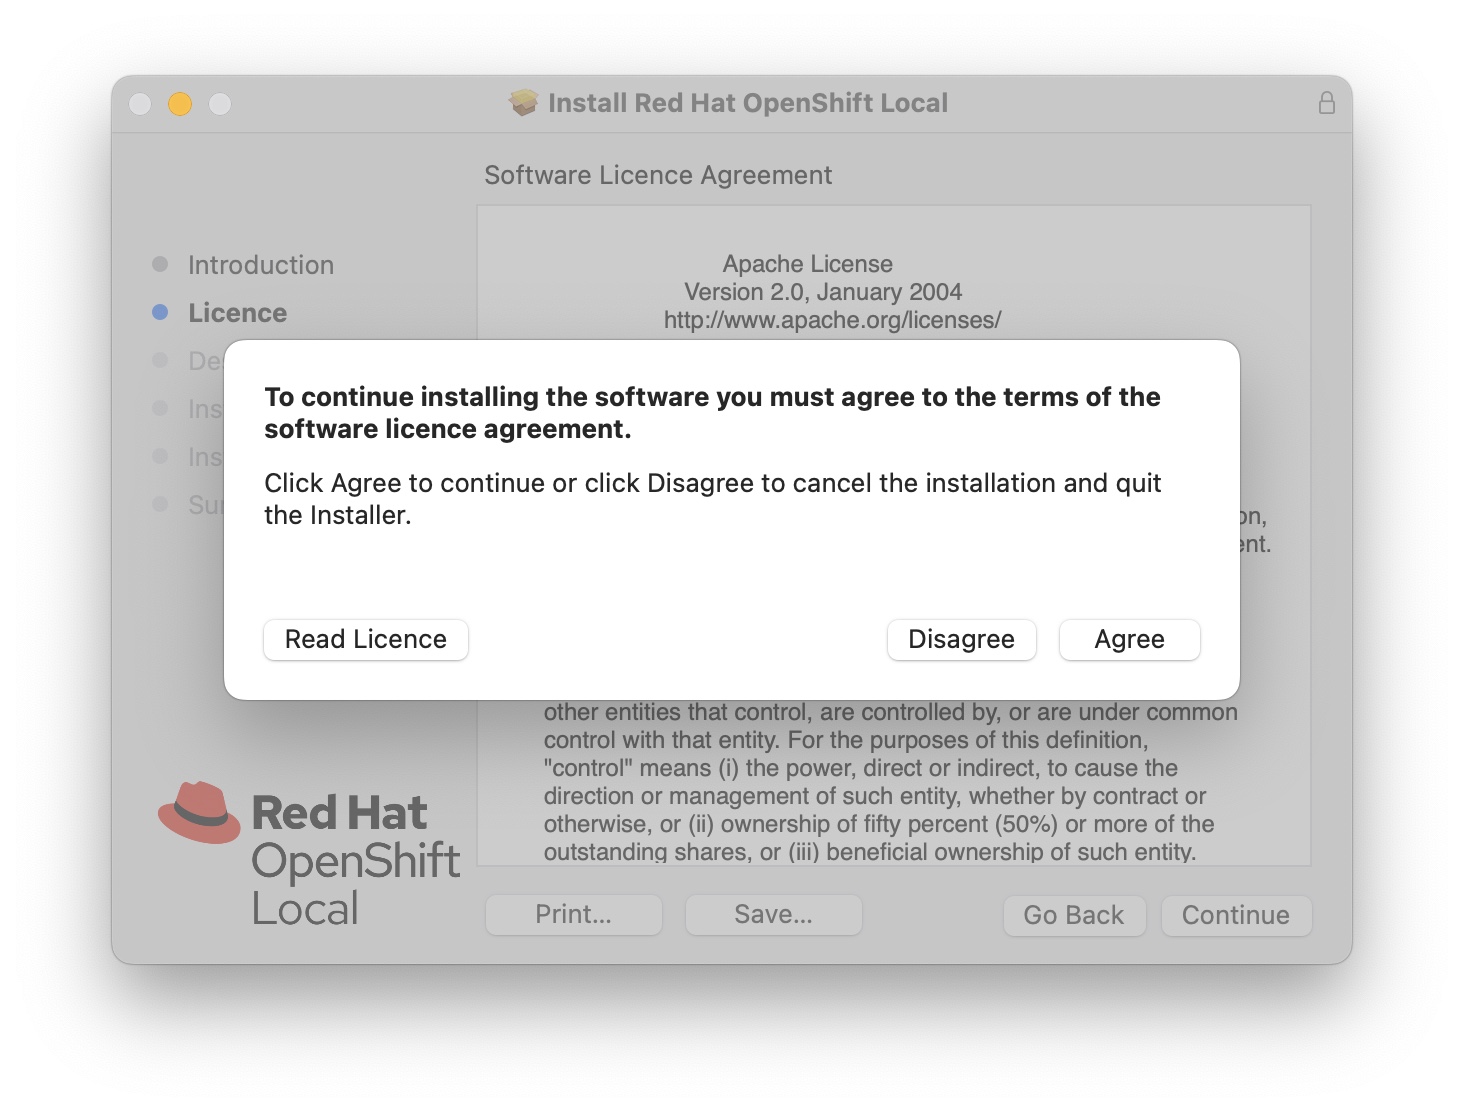 Install Red Hat OpenShift Local
Software Licence Agreement
Introduction
Licence
Apache License
Version 2.0, January 2004
http://www.apache.org/licenses/
To continue installing the software you must agree to the terms of the
software licence agreement.
Click Agree to continue or click Disagree to cancel the installation and quit
the Installer.
Read Licence
Disagree
Agree
other entities that control, are controlled by, or are under common
control with that entity. For the purposes of this definition,
"control" means (i) the power, direct or indirect, to cause the
direction or management of such entity, whether by contract or
otherwise, or (ii) ownership of fifty percent (50%) or more of the
outstanding shares, or (iii) beneficial ownership of such entity.
Red Hat
OpenShift
Local
Print...
Save...
Go Back
Continue